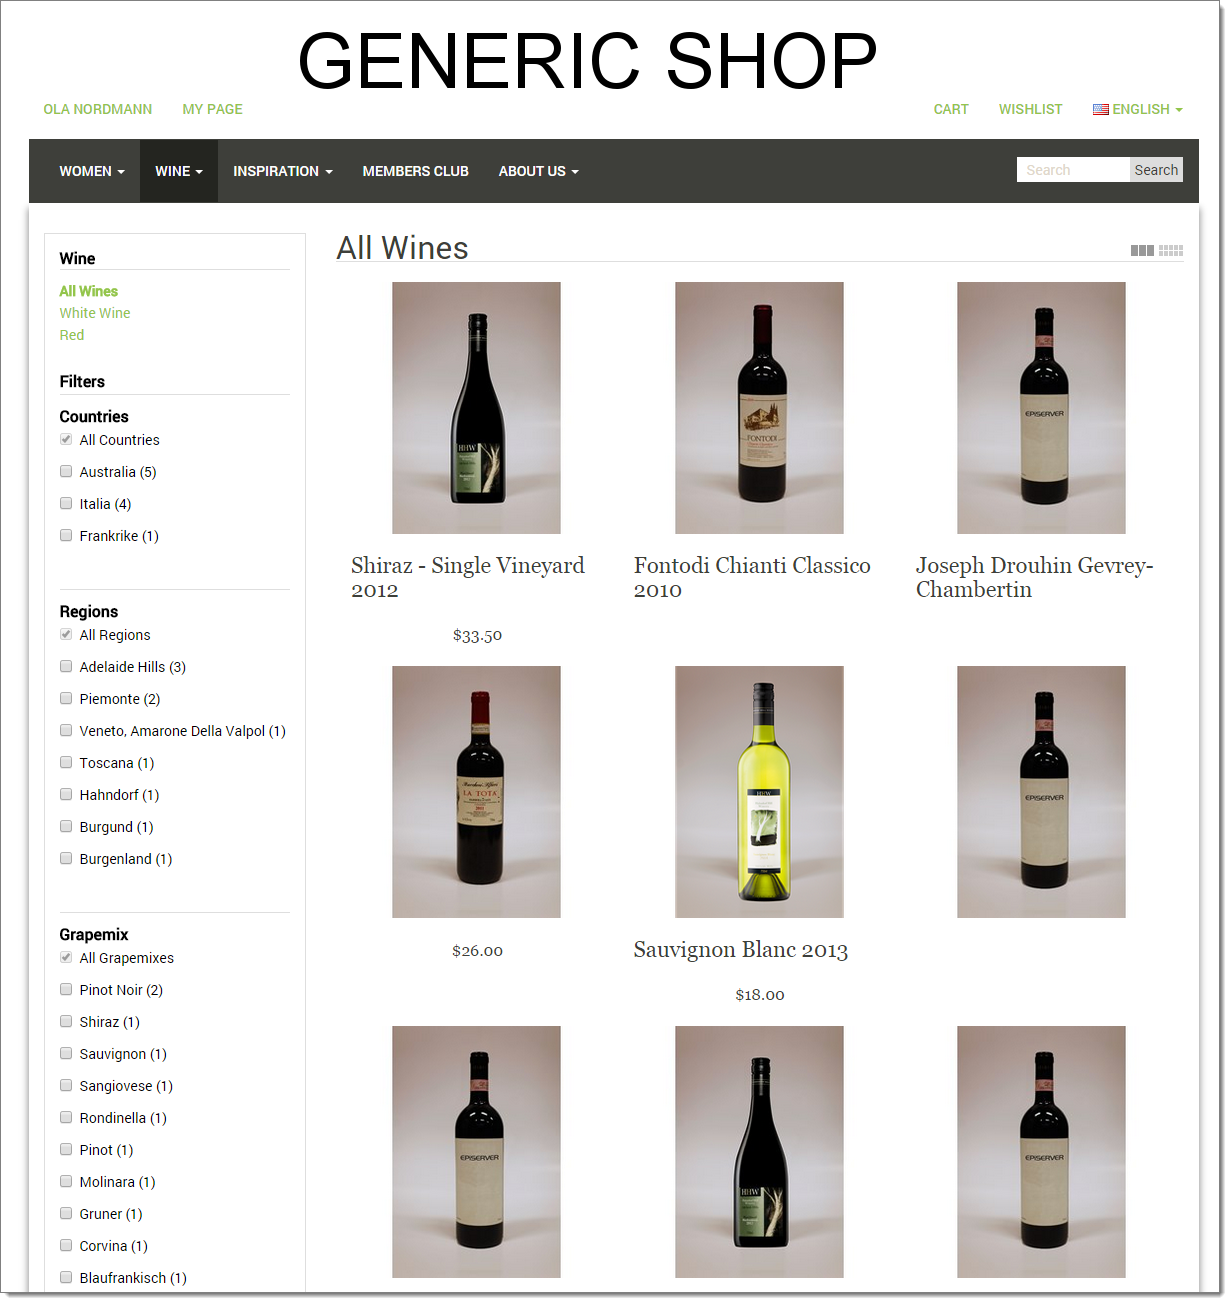 GENERIC SHOP
OLA NORDMANN MY PAGE CART WISHLIST ENGLISH
WOMEN WINE INSPIRATION MEMBERS CLUB ABOUT US Search Search
Wine
All Wines
White Wine
Red
Filters
Countries
All Countries
Australia (5)
Italia (4)
Frankrike (1)
Regions
All Regions
Adelaide Hills (3)
Piemonte (2)
Veneto, Amarone Della Valpol (1)
Toscana (1)
Hahndorf (1)
Burgund (1)
Burgenland (1)
Grapemix
All Grapemixes
Pinot Noir (2)
Shiraz (1)
Sauvignon (1)
Sangiovese (1)
Rondinella (1)
Pinot (1)
Molinara (1)
Gruner (1)
Corvina (1)
Blaufrankisch (1)
All Wines
HHW
FONTODI
EPISERVER
Shiraz - Single Vineyard
2012
$33.50
Fontodi Chianti Classico
2010
Joseph Drouhin Gevrey-
Chambertin
LA TOTA
HHW
EPISERVER
$26.00
Sauvignon Blanc 2013
$18.00
EPISERVER
HHW
EPISERVER